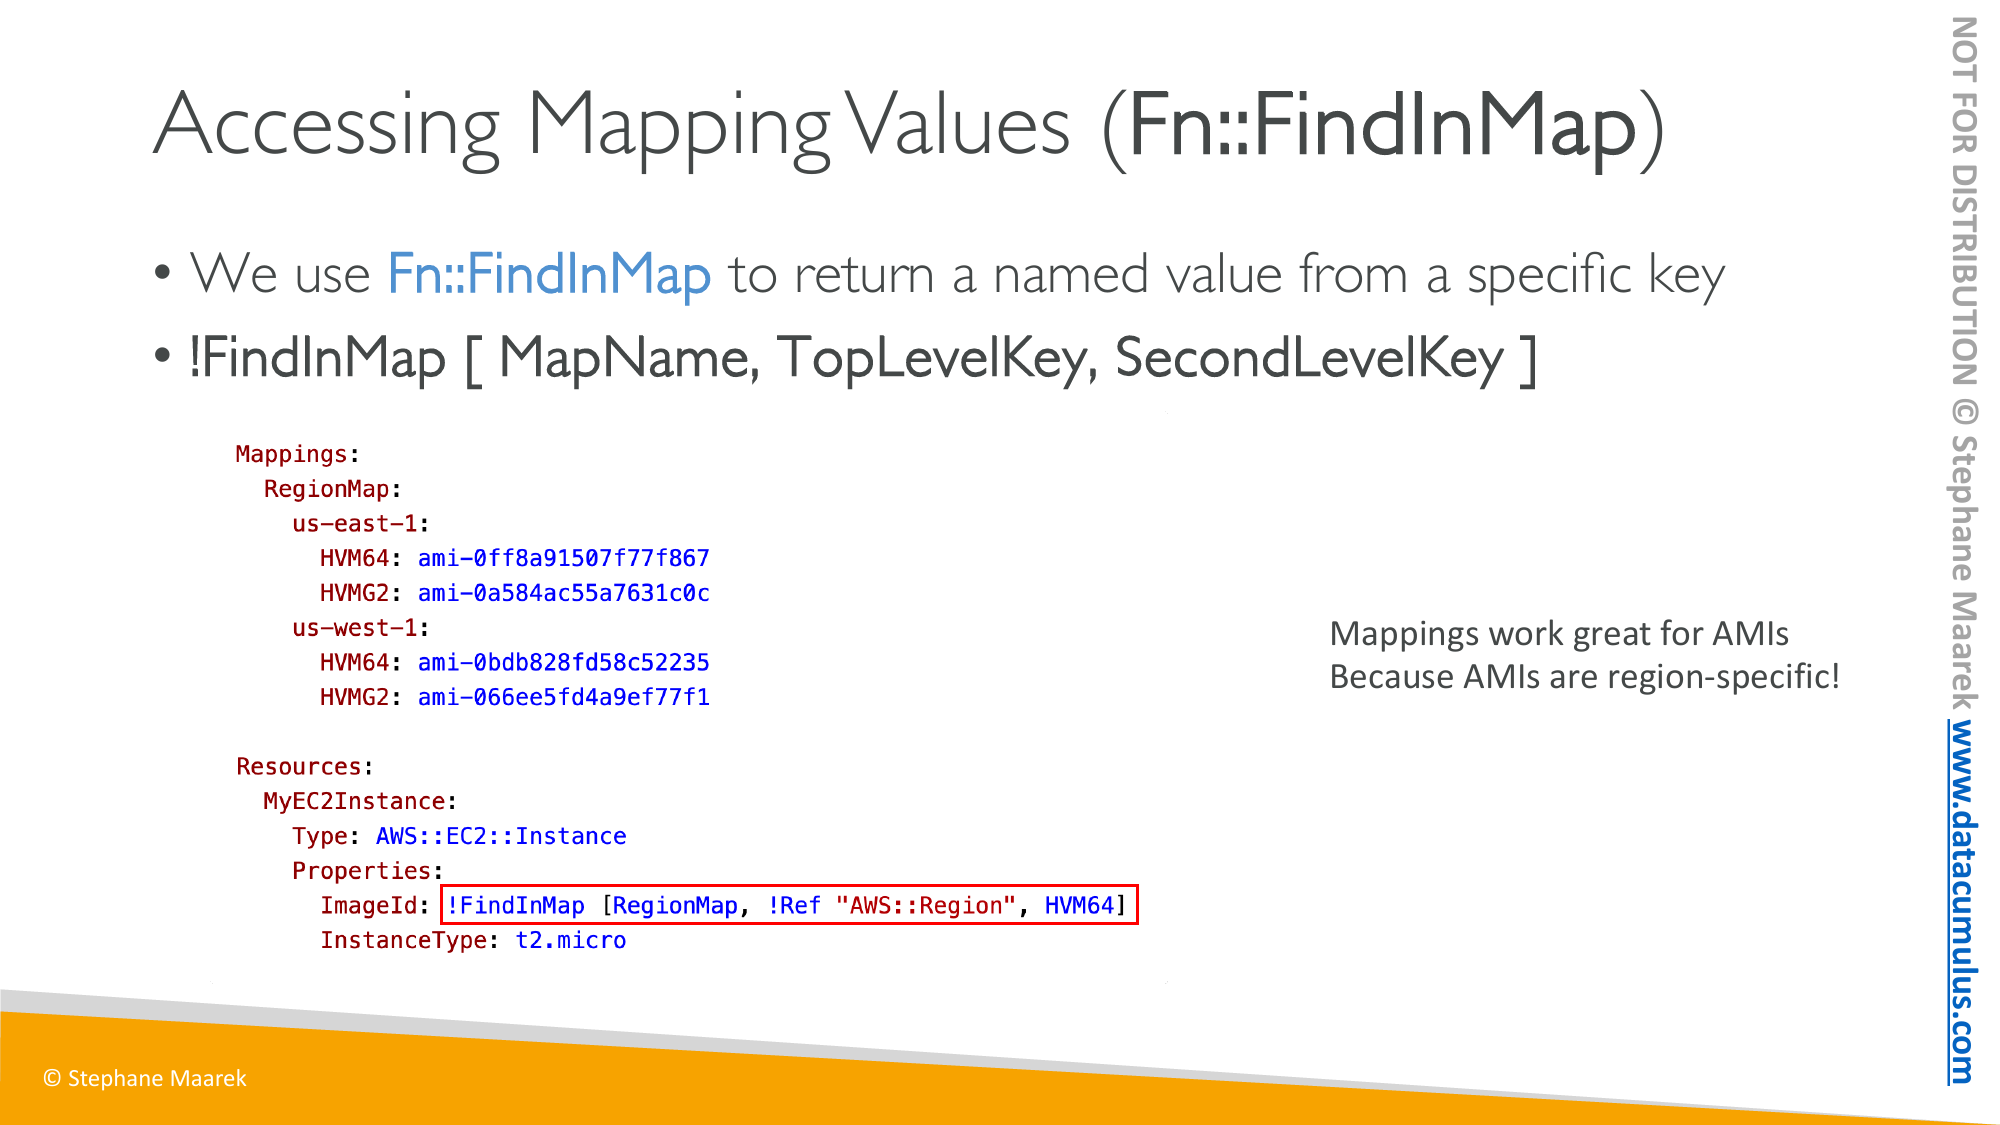 Accessing Mapping Values (Fn::FindInMap)
• We use Fn::FindInMap to return a named value from a specific key
• !FindInMap [ MapName, TopLevelKey, SecondLevelKey ]
Mappings:
  RegionMap:
    us-east-1:
      HVM64: ami-0ff8a91507f77f867
      HVMG2: ami-0a584ac55a7631c0c
    us-west-1:
      HVM64: ami-0bdb828fd58c52235
      HVMG2: ami-066ee5fd4a9ef77f1
Resources:
  MyEC2Instance:
    Type: AWS::EC2::Instance
    Properties:
      ImageId: !FindInMap [RegionMap, !Ref "AWS::Region", HVM64]
      InstanceType: t2.micro
Mappings work great for AMIs
Because AMIs are region-specific!
© Stephane Maarek
NOT FOR DISTRIBUTION © Stephane Maarek www.datacumulus.com